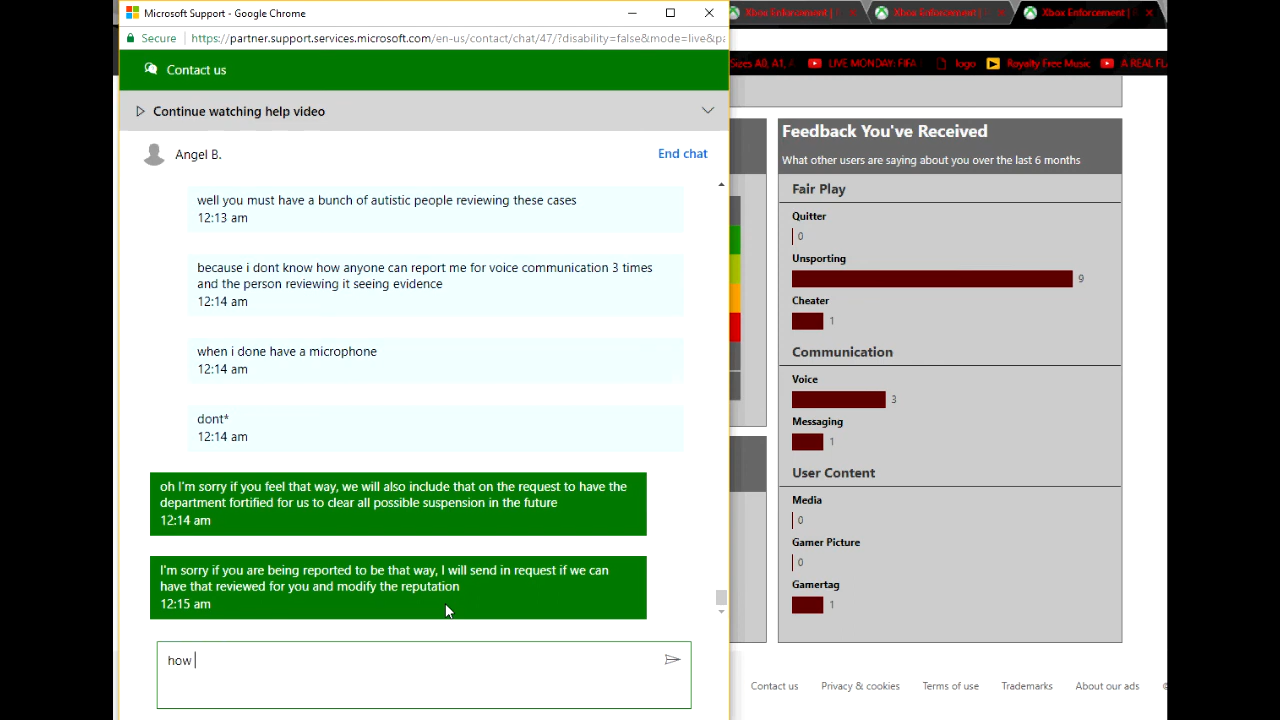 Microsoft Support - Google Chrome
Secure https://partner.support.services.microsoft.com/en-us/contact/chat/47/?disability=false&mode=live&pa
Contact us
Continue watching help video
Angel B.
End chat
well you must have a bunch of autistic people reviewing these cases
12:13 am
because i dont know how anyone can report me for voice communication 3 times
and the person reviewing it seeing evidence
12:14 am
when i done have a microphone
12:14 am
dont*
12:14 am
oh I'm sorry if you feel that way, we will also include that on the request to have the
department fortified for us to clear all possible suspension in the future
12:14 am
I'm sorry if you are being reported to be that way, I will send in request if we can
have that reviewed for you and modify the reputation
12:15 am
how
Xbox Enforcement | Xbox Enforcement | Xbox Enforcement |
Sizes A0, A1, LIVE MONDAY: FIFA logo Royalty Free Music A REAL
Feedback You've Received
What other users are saying about you over the last 6 months
Fair Play
Quitter
0
Unsporting
9
Cheater
1
Communication
Voice
3
Messaging
1
User Content
Media
0
Gamer Picture
0
Gamertag
1
Contact us Privacy & cookies Terms of use Trademarks About our ads ©